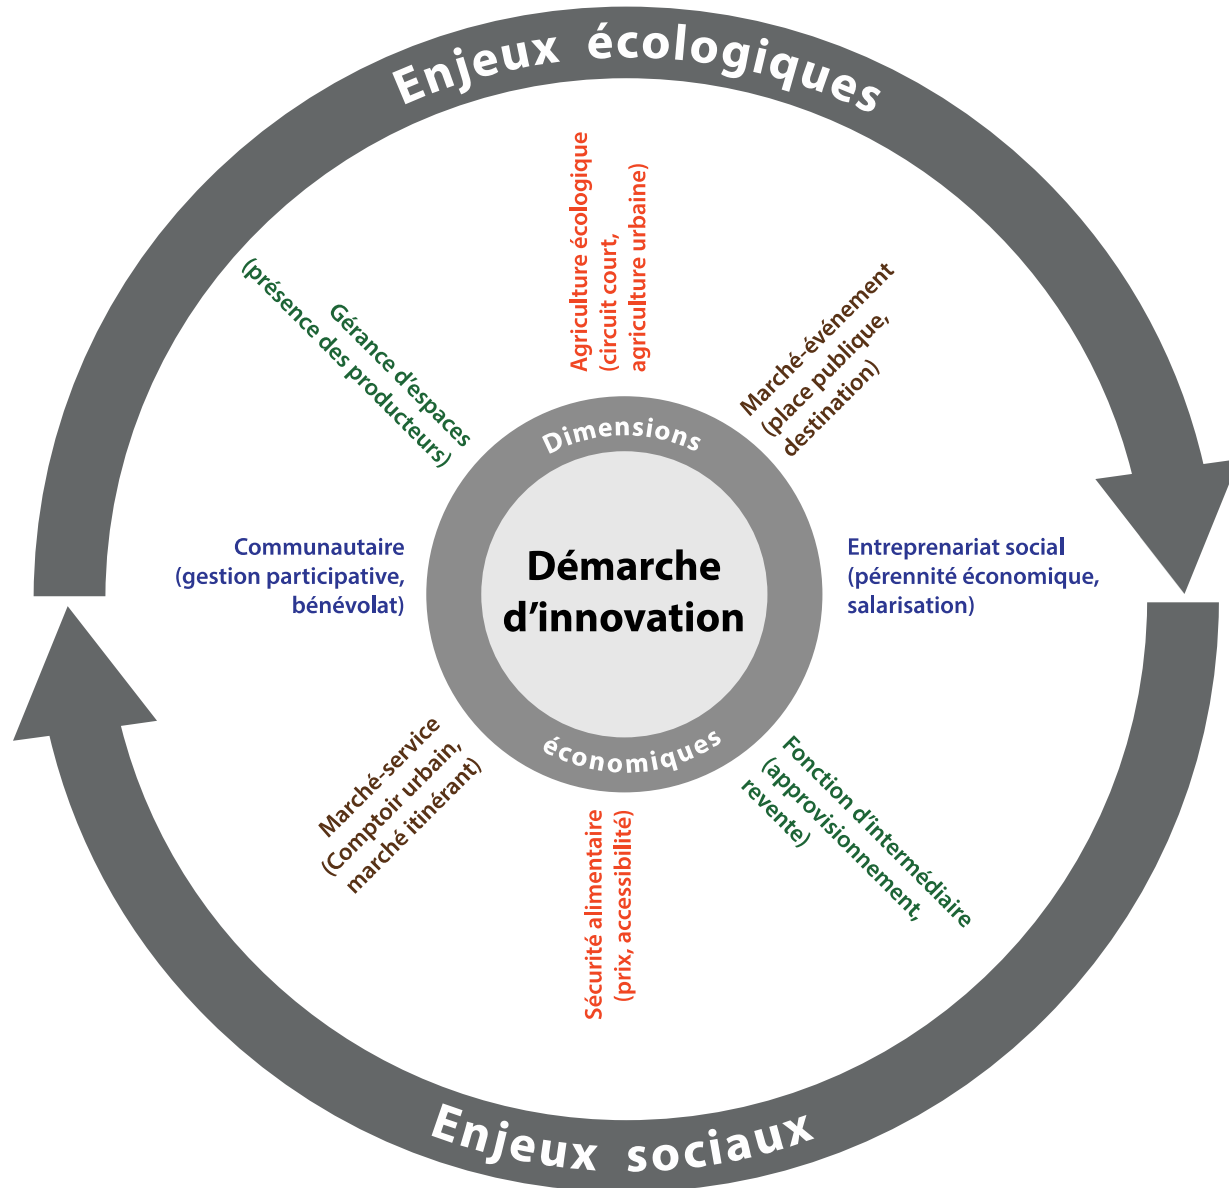 Enjeux écologiques
Agriculture écologique
(circuit court,
agriculture urbaine)
Marché-événement
(place publique,
destination)
Gérance d'espaces
(présence des producteurs)
Dimensions
Communautaire
(gestion participative,
bénévolat)
Démarche
d'innovation
Entreprenariat social
(pérennité économique,
salarisation)
économiques
Marché-service
(Comptoir urbain,
marché itinérant)
Sécurité alimentaire
(prix, accessibilité)
Fonction d'intermédiaire
(approvisionnement,
revente)
Enjeux sociaux